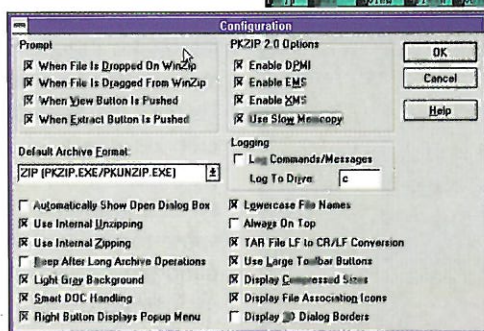 Configuration
Prompt
When File Is Dropped On WinZip
When File Is Dragged From WinZip
When View Button Is Pushed
When Extract Button Is Pushed
Default Archive Format:
ZIP (PKZIP.EXE/PKUNZIP.EXE)
Automatically Show Open Dialog Box
Use Internal Unzipping
Use Internal Zipping
Beep After Long Archive Operations
Light Gray Background
Smart DOC Handling
Right Button Displays Popup Menu
PKZIP 2.0 Options
Enable DPMI
Enable EMS
Enable XMS
Use Slow Memcopy
Logging
Log Commands/Messages
Log To Drive: c
Lowercase File Names
Always On Top
TAR File LF to CR/LF Conversion
Use Large Toolbar Buttons
Display Compressed Sizes
Display File Association Icons
Display 3D Dialog Borders
OK
Cancel
Help